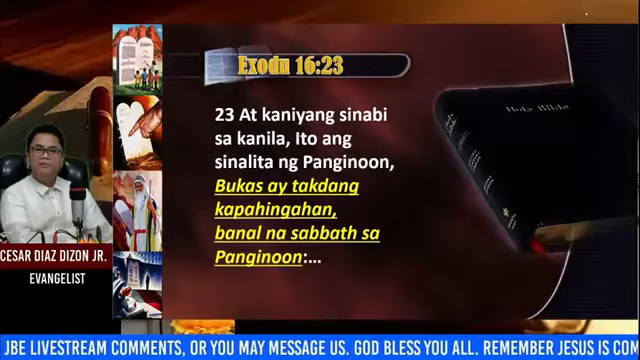 Exodu 16:23
23 At kaniyang sinabi
sa kanila, Ito ang
sinalita ng Panginoon,
Bukas ay takdang
kapahingahan,
banal na sabbath sa
Panginoon:...
Holy Bible
CESAR DIAZ DIZON JR.
EVANGELIST
JBE LIVESTREAM COMMENTS, OR YOU MAY MESSAGE US. GOD BLESS YOU ALL. REMEMBER JESUS IS COM